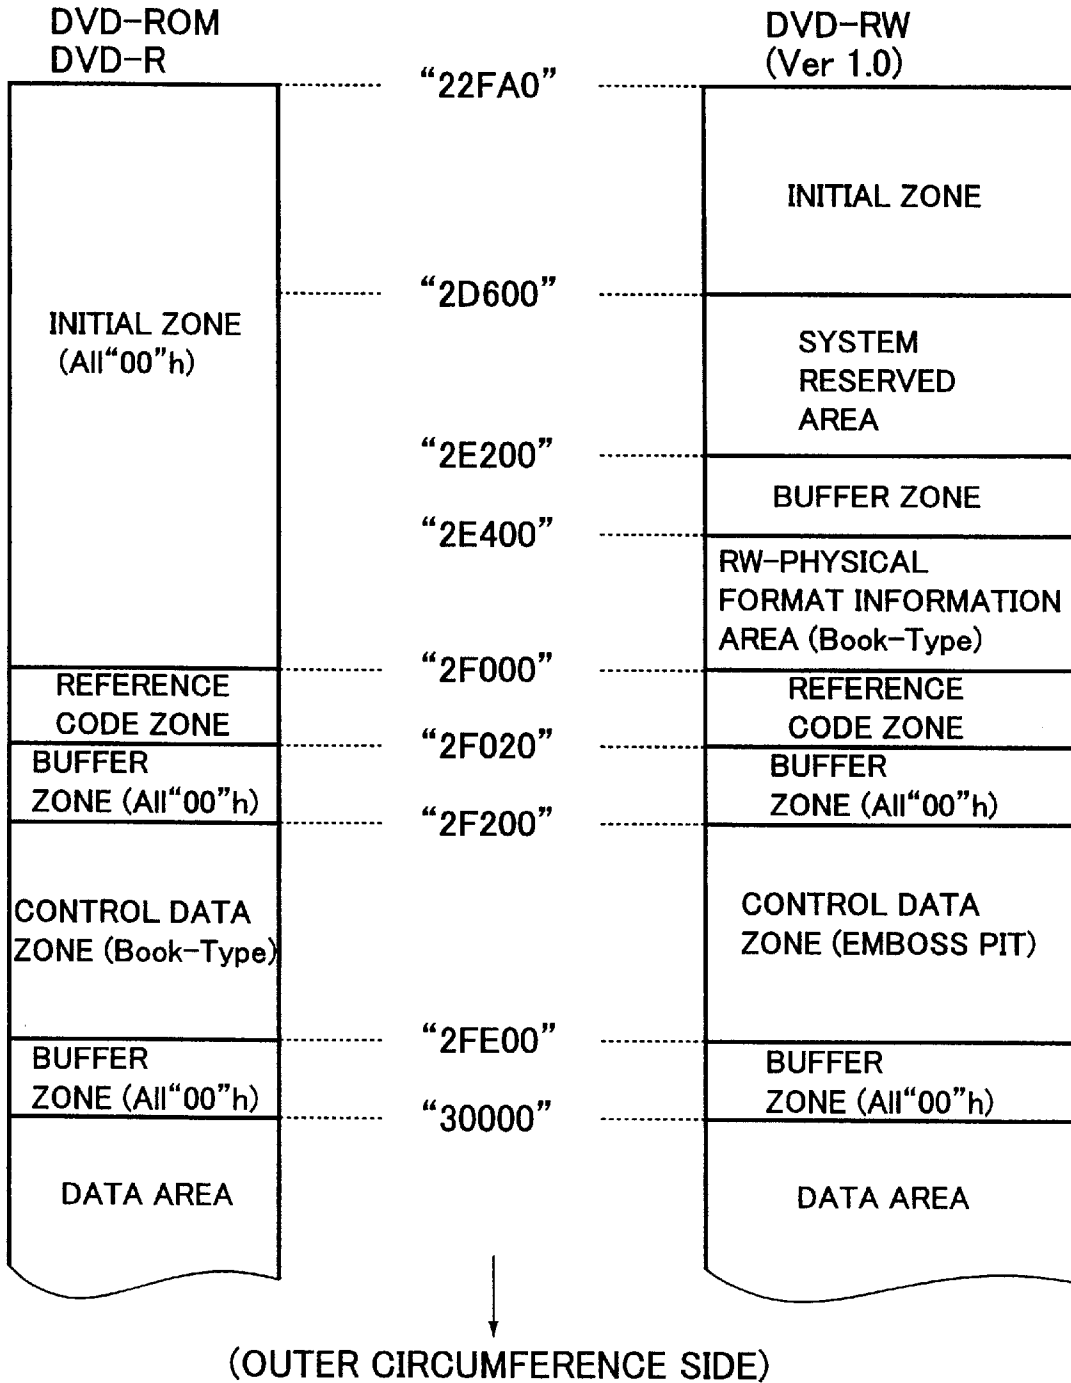 DVD-ROM
DVD-R
DVD-RW
(Ver 1.0)
“22FA0”
INITIAL ZONE
“2D600”
INITIAL ZONE
(All“00”h)
SYSTEM
RESERVED
AREA
“2E200”
BUFFER ZONE
“2E400”
RW-PHYSICAL
FORMAT INFORMATION
AREA (Book-Type)
“2F000”
REFERENCE
CODE ZONE
REFERENCE
CODE ZONE
“2F020”
BUFFER
ZONE (All“00”h)
BUFFER
ZONE (All“00”h)
“2F200”
CONTROL DATA
ZONE (Book-Type)
CONTROL DATA
ZONE (EMBOSS PIT)
“2FE00”
BUFFER
ZONE (All“00”h)
BUFFER
ZONE (All“00”h)
“30000”
DATA AREA
DATA AREA
(OUTER CIRCUMFERENCE SIDE)